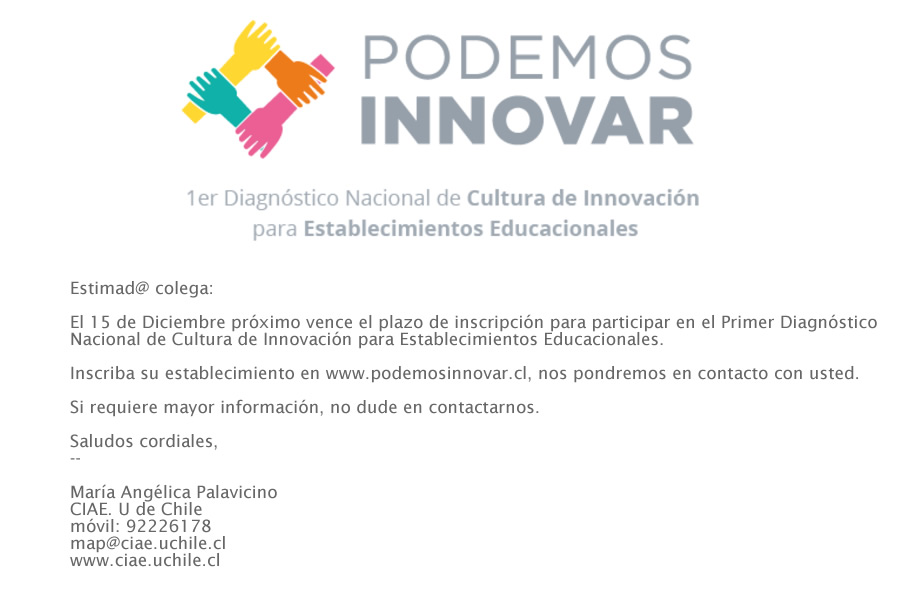 PODEMOS
INNOVAR
1er Diagnóstico Nacional de Cultura de Innovación
para Establecimientos Educacionales
Estimad@ colega:
El 15 de Diciembre próximo vence el plazo de inscripción para participar en el Primer Diagnóstico
Nacional de Cultura de Innovación para Establecimientos Educacionales.
Inscriba su establecimiento en www.podemosinnovar.cl, nos pondremos en contacto con usted.
Si requiere mayor información, no dude en contactarnos.
Saludos cordiales,
--
María Angélica Palavicino
CIAE. U de Chile
móvil: 92226178
map@ciae.uchile.cl
www.ciae.uchile.cl